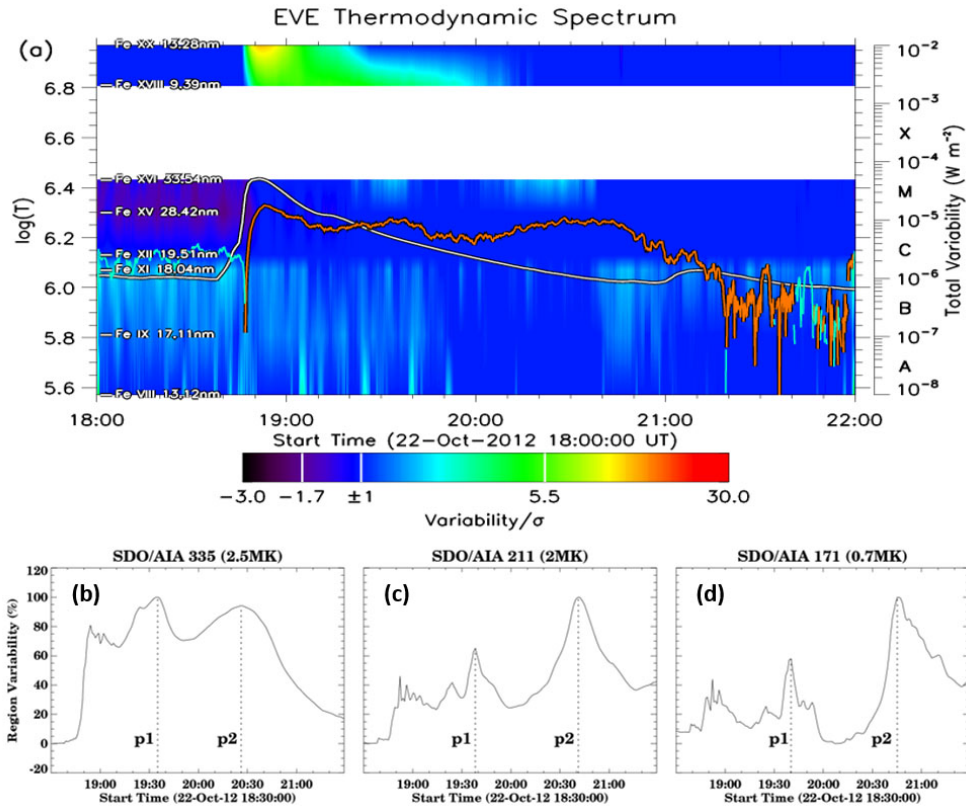 EVE Thermodynamic Spectrum
(a)
Fe XX 13.28nm
Fe XVIII 9.39nm
Fe XVI 33.54nm
Fe XV 28.42nm
Fe XII 19.51nm
Fe XI 18.04nm
Fe IX 17.11nm
Fe VIII 13.12nm
log(T)
6.8
6.6
6.4
6.2
6.0
5.8
5.6
10⁻²
10⁻³
10⁻⁴
10⁻⁵
10⁻⁶
10⁻⁷
10⁻⁸
X
M
C
B
A
Total Variability (W m⁻²)
18:00 19:00 20:00 21:00 22:00
Start Time (22-Oct-2012 18:00:00 UT)
-3.0 -1.7 ±1 5.5 30.0
Variability/σ
SDO/AIA 335 (2.5MK)
(b)
Region Variability (%)
120
100
80
60
40
20
0
-20
p1 p2
19:00 19:30 20:00 20:30 21:00
Start Time (22-Oct-12 18:30:00)
SDO/AIA 211 (2MK)
(c)
p1 p2
19:00 19:30 20:00 20:30 21:00
Start Time (22-Oct-12 18:30:00)
SDO/AIA 171 (0.7MK)
(d)
p1 p2
19:00 19:30 20:00 20:30 21:00
Start Time (22-Oct-12 18:30:00)